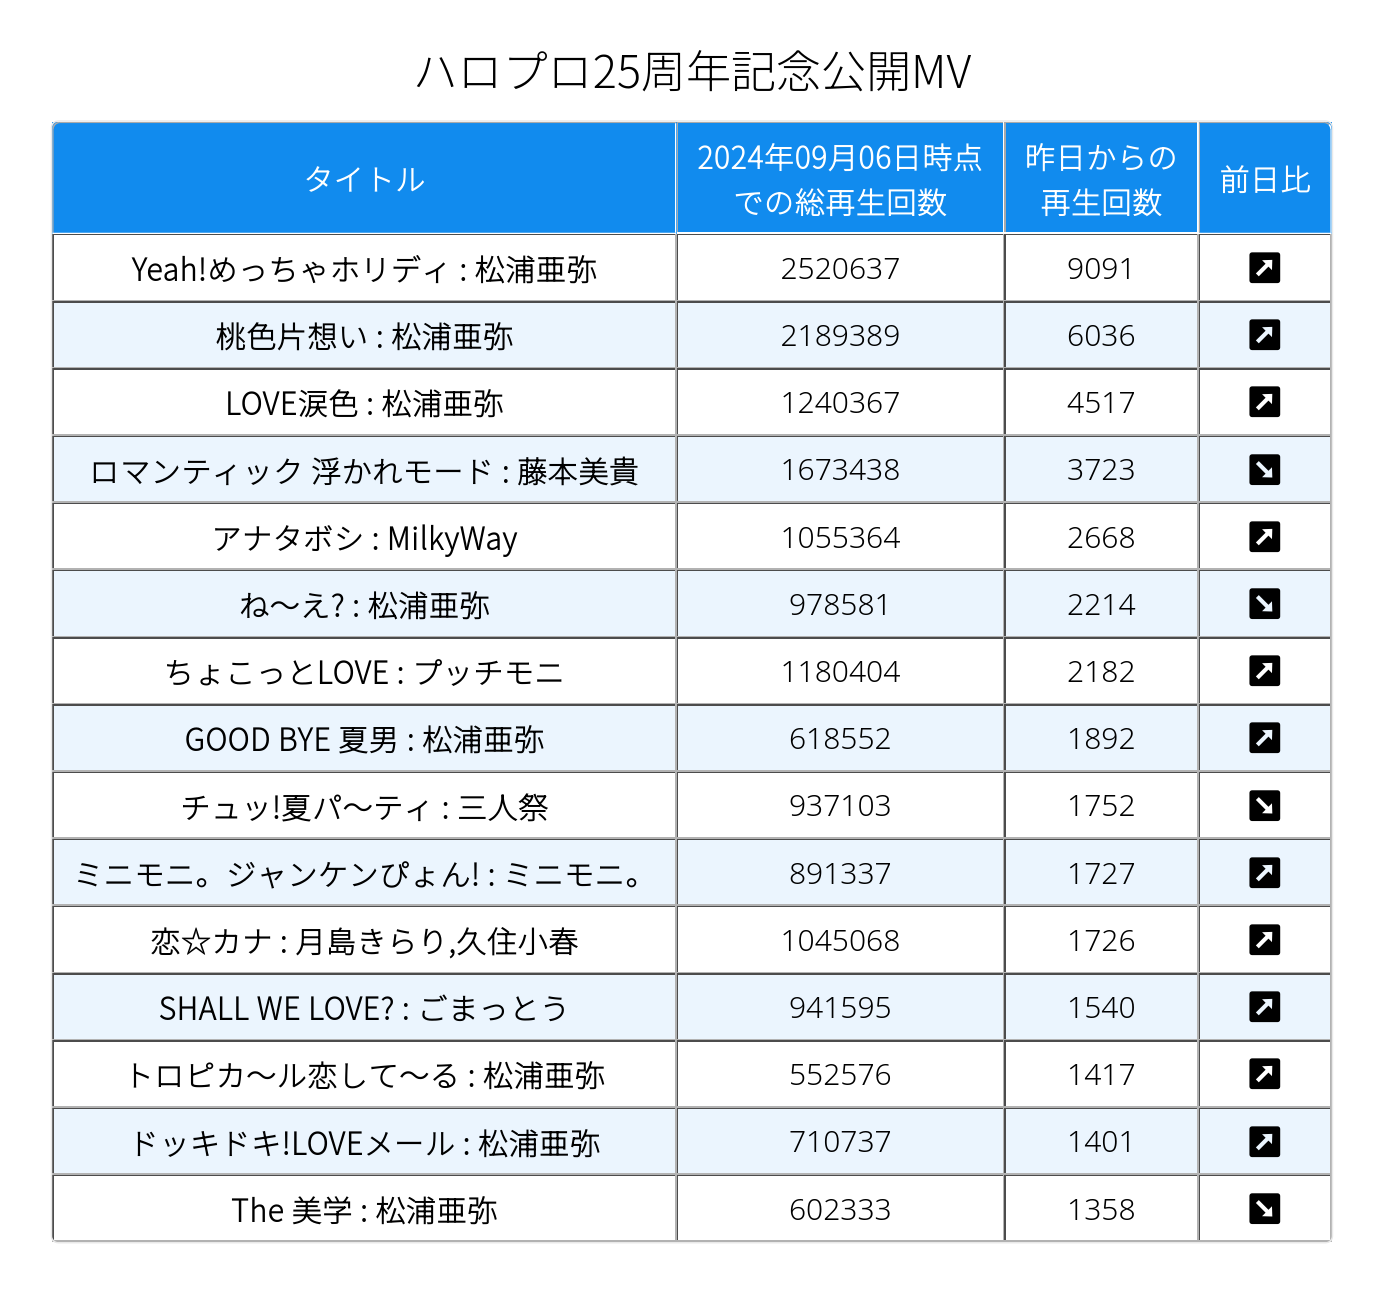 ハロプロ25周年記念公開MV
タイトル 2024年09月06日時点での総再生回数 昨日からの再生回数 前日比
Yeah!めっちゃホリディ : 松浦亜弥 2520637 9091 ↗
桃色片想い : 松浦亜弥 2189389 6036 ↗
LOVE涙色 : 松浦亜弥 1240367 4517 ↗
ロマンティック 浮かれモード : 藤本美貴 1673438 3723 ↘
アナタボシ : MilkyWay 1055364 2668 ↗
ね〜え? : 松浦亜弥 978581 2214 ↘
ちょこっとLOVE : プッチモニ 1180404 2182 ↗
GOOD BYE 夏男 : 松浦亜弥 618552 1892 ↗
チュッ!夏パ〜ティ : 三人祭 937103 1752 ↘
ミニモニ。ジャンケンぴょん! : ミニモニ。 891337 1727 ↗
恋☆カナ : 月島きらり,久住小春 1045068 1726 ↗
SHALL WE LOVE? : ごまっとう 941595 1540 ↗
トロピカ〜ル恋して〜る : 松浦亜弥 552576 1417 ↗
ドッキドキ!LOVEメール : 松浦亜弥 710737 1401 ↗
The 美学 : 松浦亜弥 602333 1358 ↘